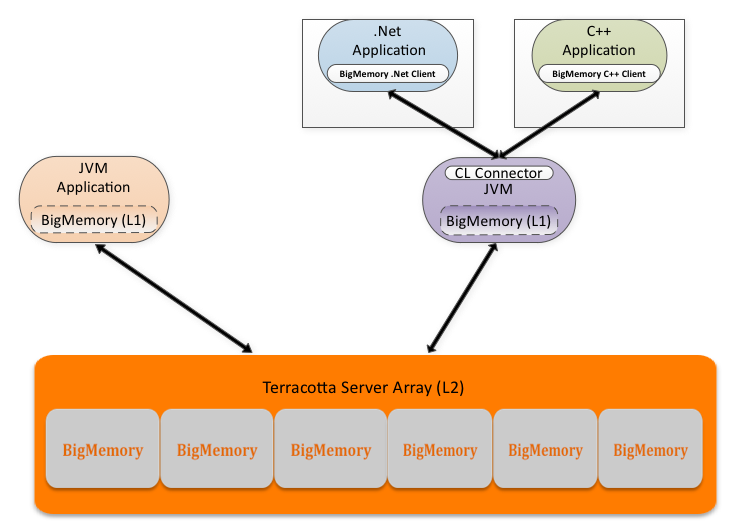 .Net
Application
BigMemory .Net Client
C++
Application
BigMemory C++ Client
JVM
Application
BigMemory (L1)
CL Connector
JVM
BigMemory (L1)
Terracotta Server Array (L2)
BigMemory
BigMemory
BigMemory
BigMemory
BigMemory
BigMemory